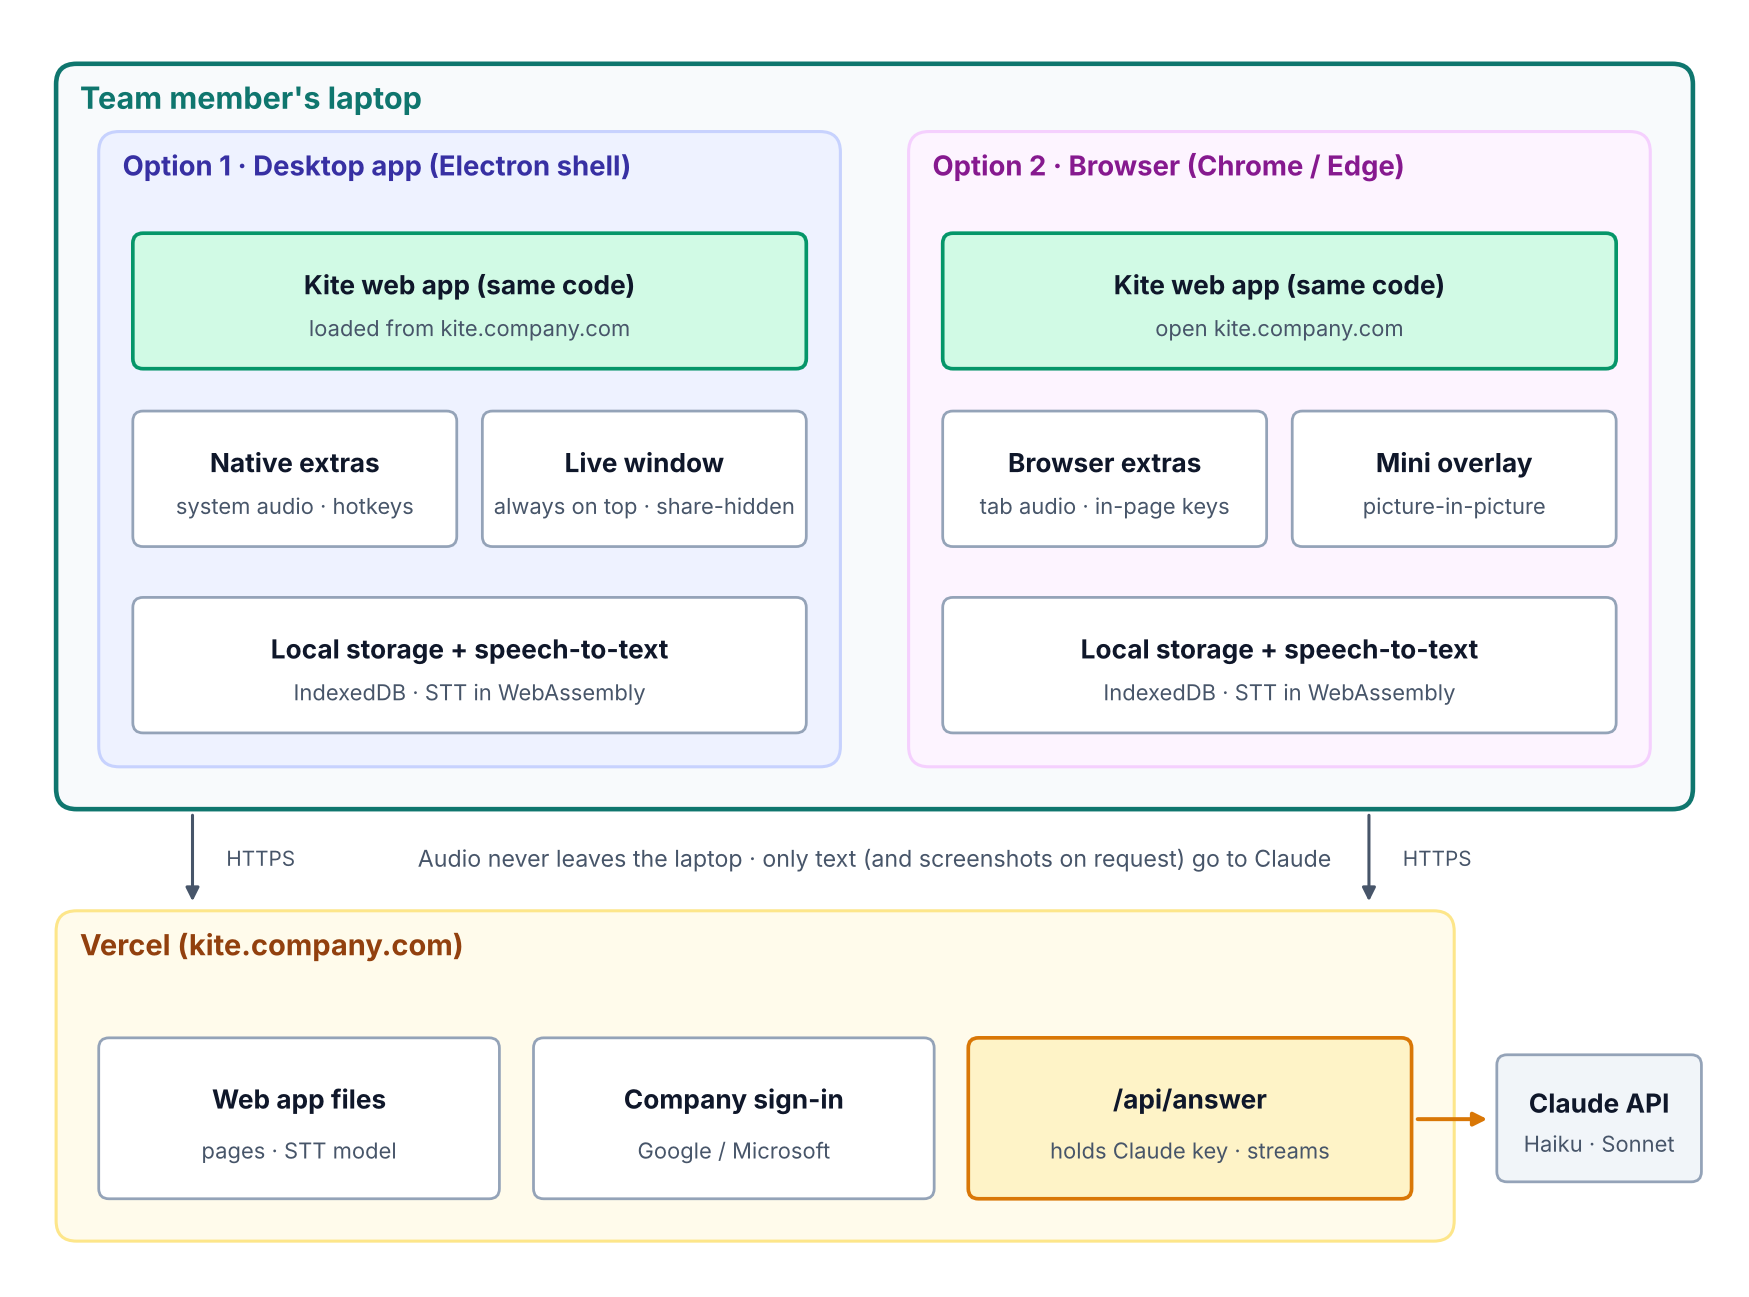 Team member's laptop
Option 1 · Desktop app (Electron shell)
Kite web app (same code)
loaded from kite.company.com
Native extras
system audio · hotkeys
Live window
always on top · share-hidden
Local storage + speech-to-text
IndexedDB · STT in WebAssembly
Option 2 · Browser (Chrome / Edge)
Kite web app (same code)
open kite.company.com
Browser extras
tab audio · in-page keys
Mini overlay
picture-in-picture
Local storage + speech-to-text
IndexedDB · STT in WebAssembly
HTTPS
Audio never leaves the laptop · only text (and screenshots on request) go to Claude
HTTPS
Vercel (kite.company.com)
Web app files
pages · STT model
Company sign-in
Google / Microsoft
/api/answer
holds Claude key · streams
Claude API
Haiku · Sonnet